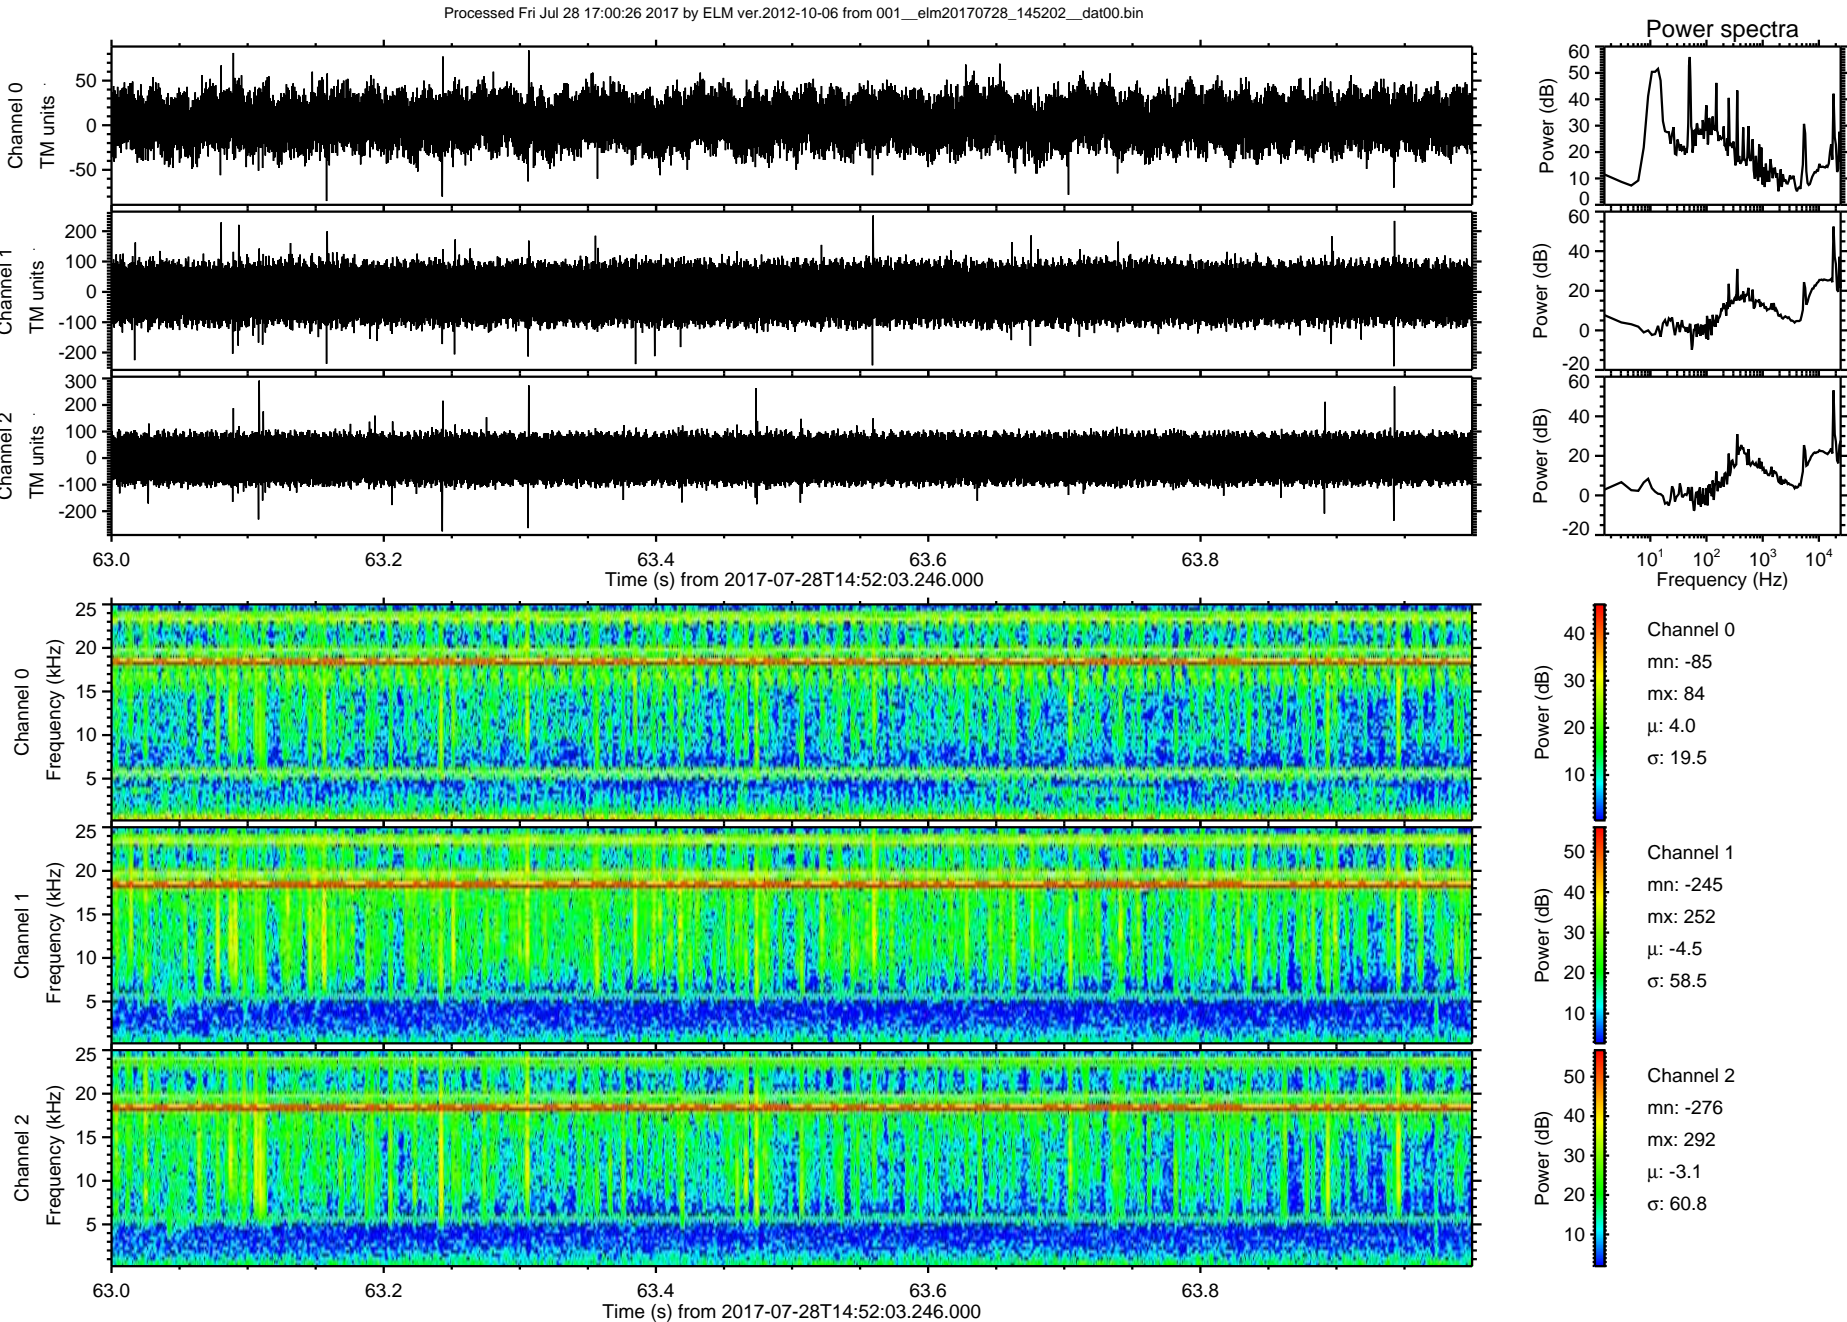 Processed Fri Jul 28 17:00:26 2017 by ELM ver.2012-10-06 from 001__elm20170728_145202__dat00.bin
Power spectra
Channel 0
TM units
50
0
-50
Power (dB)
60
50
40
30
20
10
0
Channel 1
TM units
200
100
0
-100
-200
Power (dB)
60
40
20
0
-20
Channel 2
TM units
300
200
100
0
-100
-200
Power (dB)
60
40
20
0
-20
63.0 63.2 63.4 63.6 63.8
Time (s) from 2017-07-28T14:52:03.246.000
10^1 10^2 10^3 10^4
Frequency (Hz)
Channel 0
Frequency (kHz)
25
20
15
10
5
Power (dB)
40
30
20
10
Channel 0
mn: -85
mx: 84
μ: 4.0
σ: 19.5
Channel 1
Frequency (kHz)
25
20
15
10
5
Power (dB)
50
40
30
20
10
Channel 1
mn: -245
mx: 252
μ: -4.5
σ: 58.5
Channel 2
Frequency (kHz)
25
20
15
10
5
Power (dB)
50
40
30
20
10
Channel 2
mn: -276
mx: 292
μ: -3.1
σ: 60.8
63.0 63.2 63.4 63.6 63.8
Time (s) from 2017-07-28T14:52:03.246.000